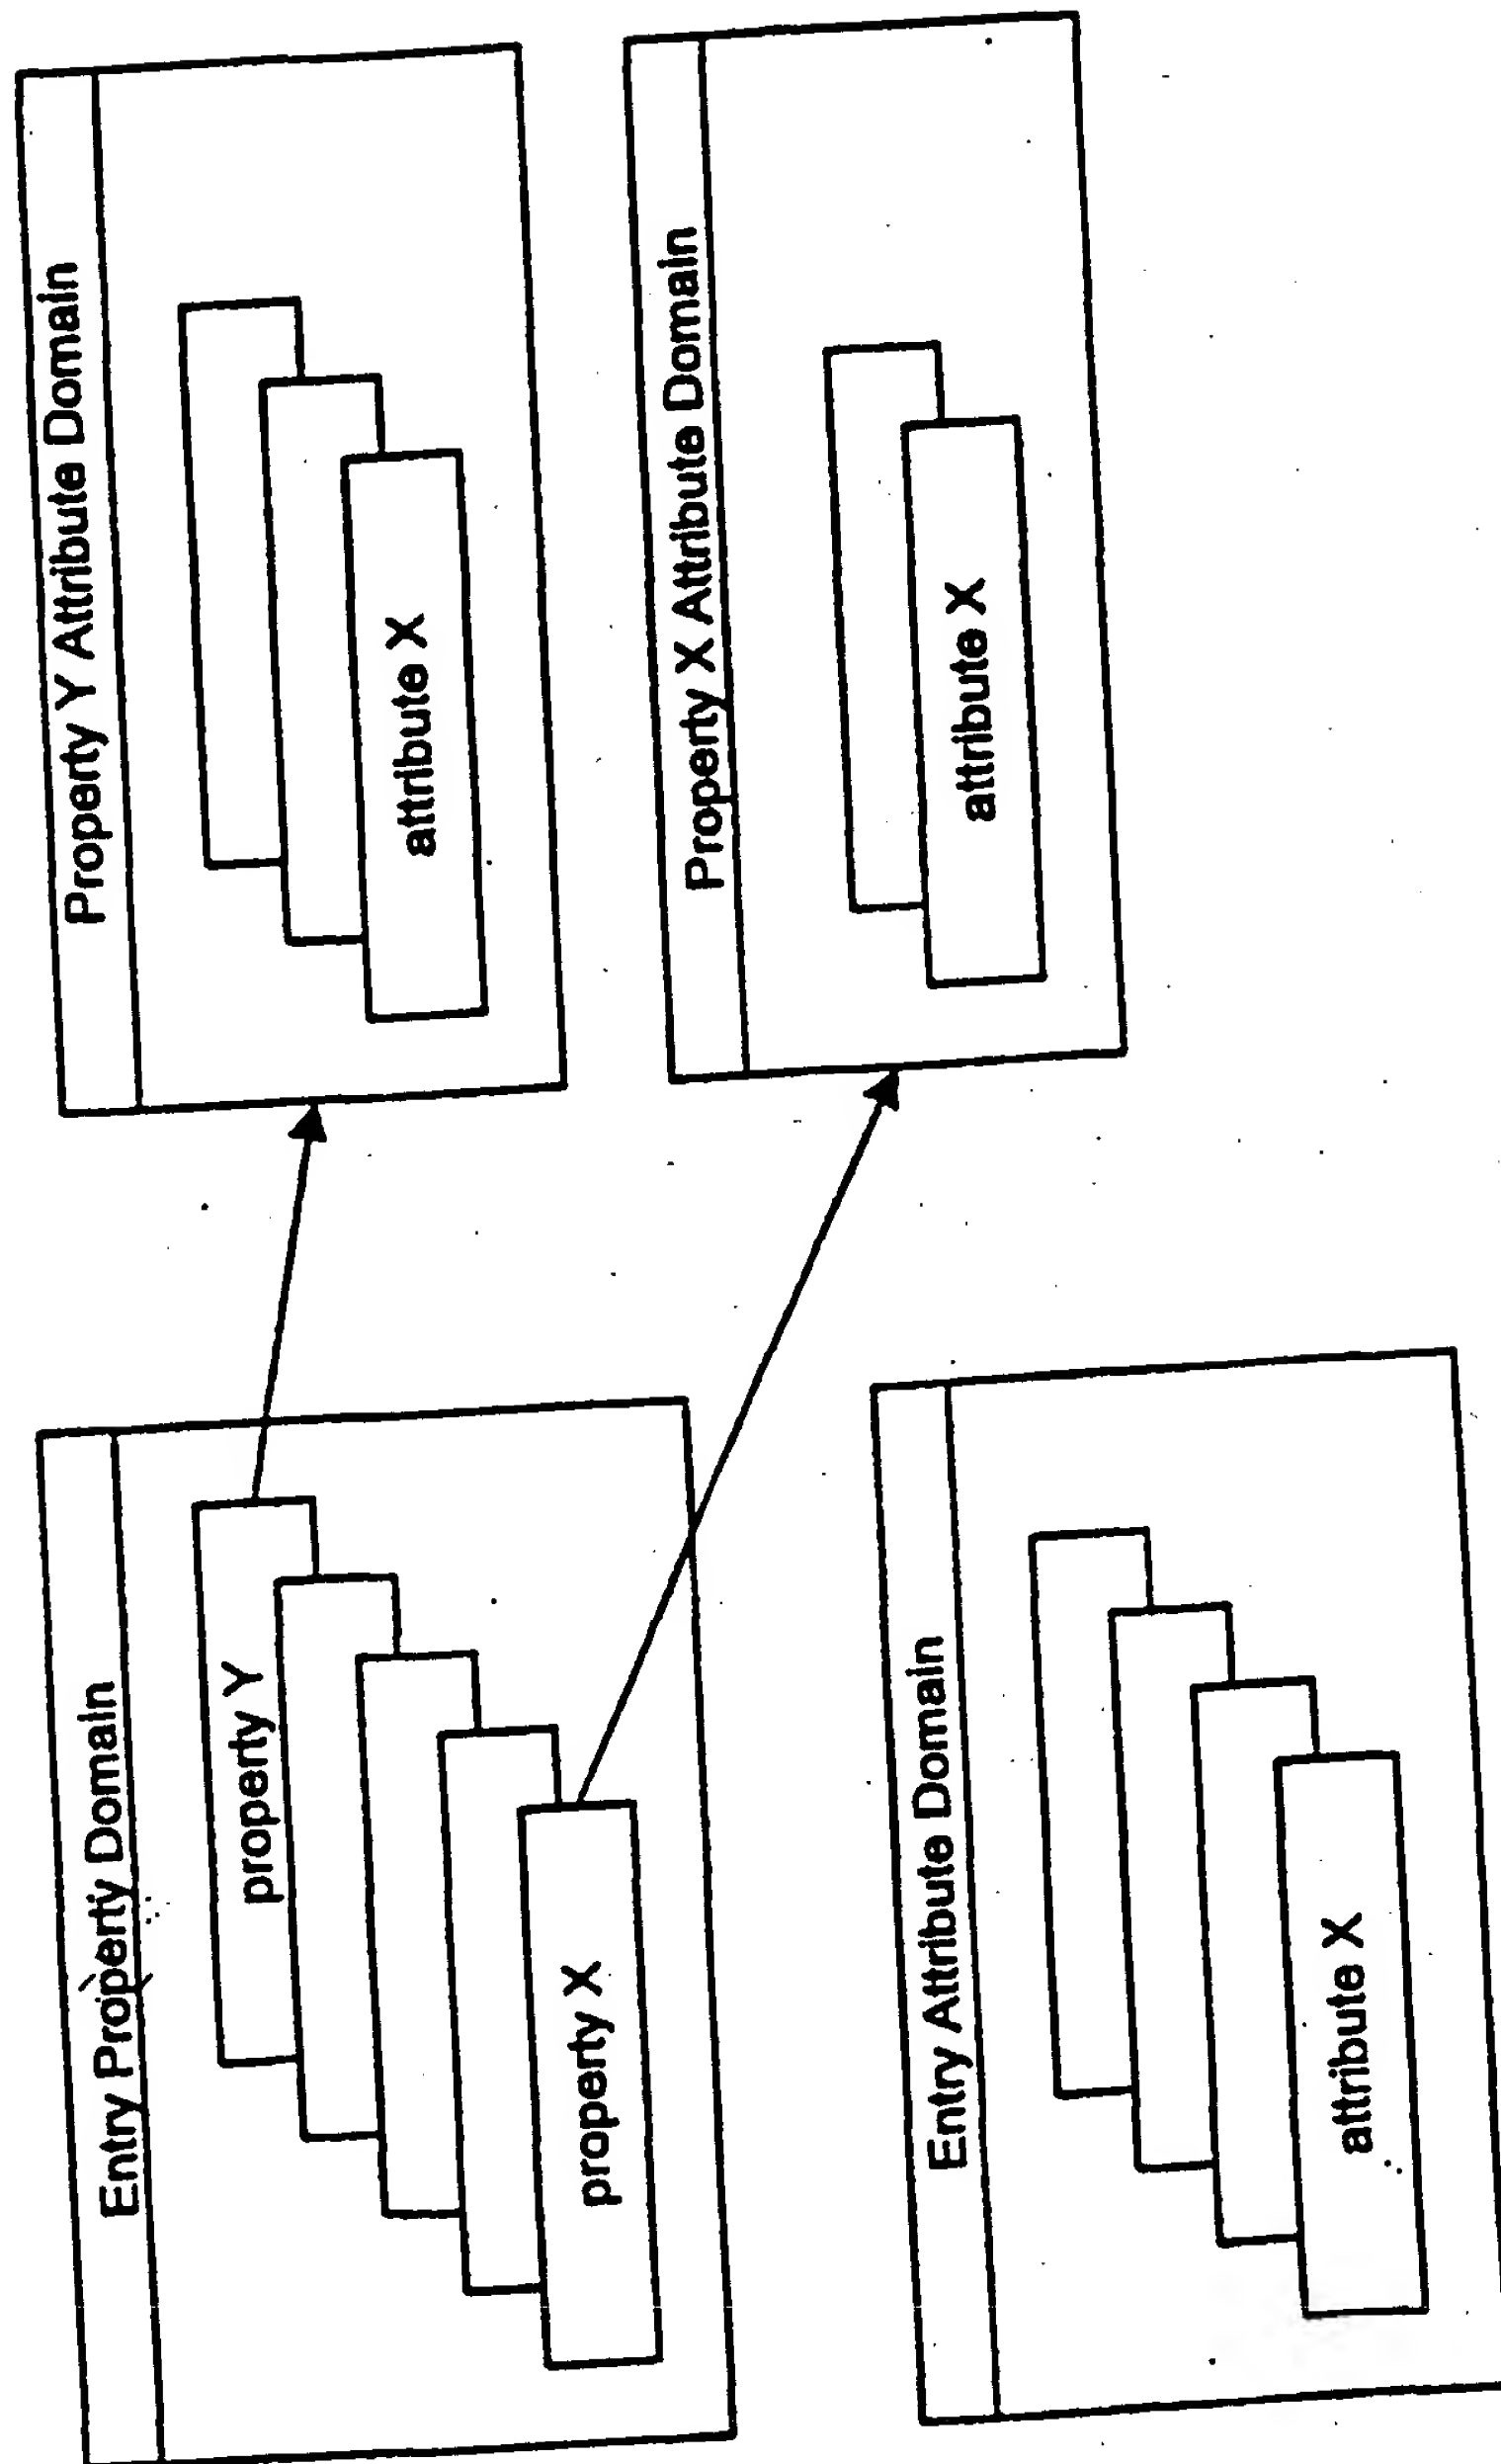 Entry Property Domain
property Y
property X
Property Y Attribute Domain
attribute X
Property X Attribute Domain
attribute X
Entry Attribute Domain
attribute X